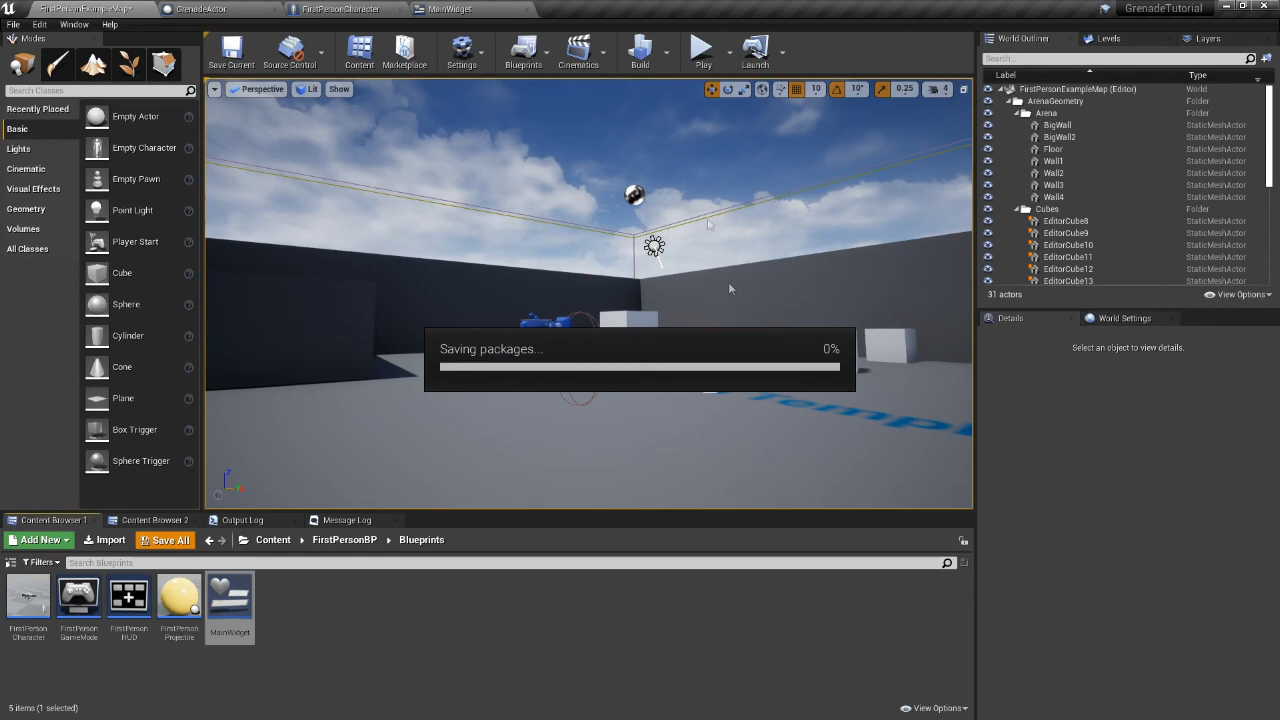 FirstPersonExampleMap*
GrenadeActor
FirstPersonCharacter
MainWidget
GrenadeTutorial
File
Edit
Window
Help
Modes
Search Classes
Recently Placed
Basic
Lights
Cinematic
Visual Effects
Geometry
Volumes
All Classes
Empty Actor
Empty Character
Empty Pawn
Point Light
Player Start
Cube
Sphere
Cylinder
Cone
Plane
Box Trigger
Sphere Trigger
Save Current
Source Control
Content
Marketplace
Settings
Blueprints
Cinematics
Build
Play
Launch
Perspective
Lit
Show
10
10°
0.25
4
Saving packages...
0%
Templ
World Outliner
Levels
Layers
Search...
Label
Type
FirstPersonExampleMap (Editor)
World
ArenaGeometry
Folder
Arena
Folder
BigWall
StaticMeshActor
BigWall2
StaticMeshActor
Floor
StaticMeshActor
Wall1
StaticMeshActor
Wall2
StaticMeshActor
Wall3
StaticMeshActor
Wall4
StaticMeshActor
Cubes
Folder
EditorCube8
StaticMeshActor
EditorCube9
StaticMeshActor
EditorCube10
StaticMeshActor
EditorCube11
StaticMeshActor
EditorCube12
StaticMeshActor
EditorCube13
StaticMeshActor
31 actors
View Options
Details
World Settings
Select an object to view details.
Content Browser 1
Content Browser 2
Output Log
Message Log
Add New
Import
Save All
Content
FirstPersonBP
Blueprints
Filters
Search Blueprints
FirstPerson
Character
FirstPerson
GameMode
FirstPerson
HUD
FirstPerson
Projectile
MainWidget
5 items (1 selected)
View Options